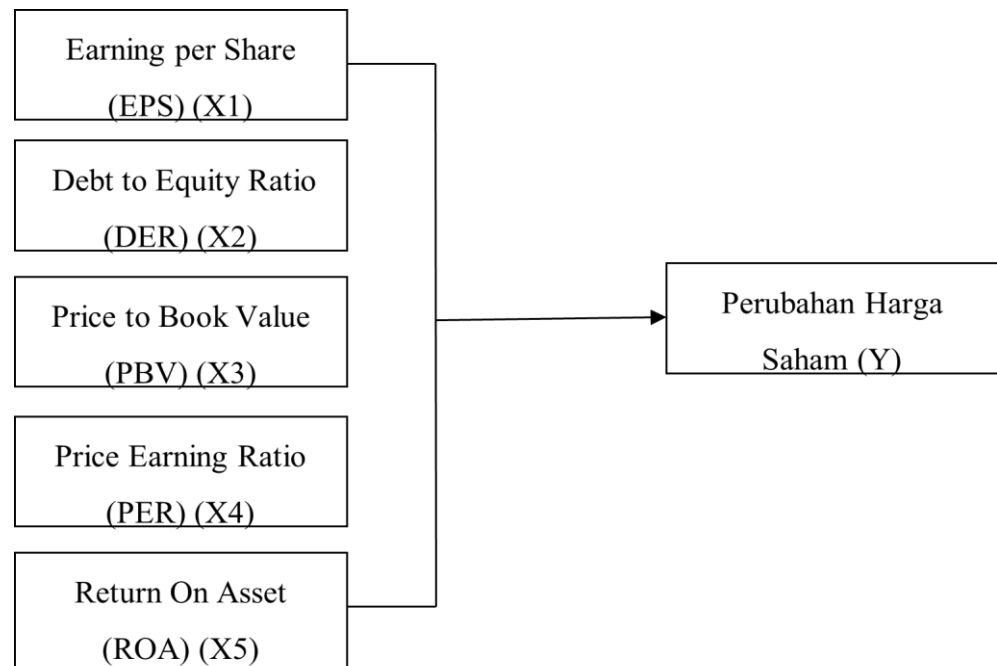 Earning per Share
(EPS) (X1)
Debt to Equity Ratio
(DER) (X2)
Price to Book Value
(PBV) (X3)
Price Earning Ratio
(PER) (X4)
Return On Asset
(ROA) (X5)
Perubahan Harga
Saham (Y)